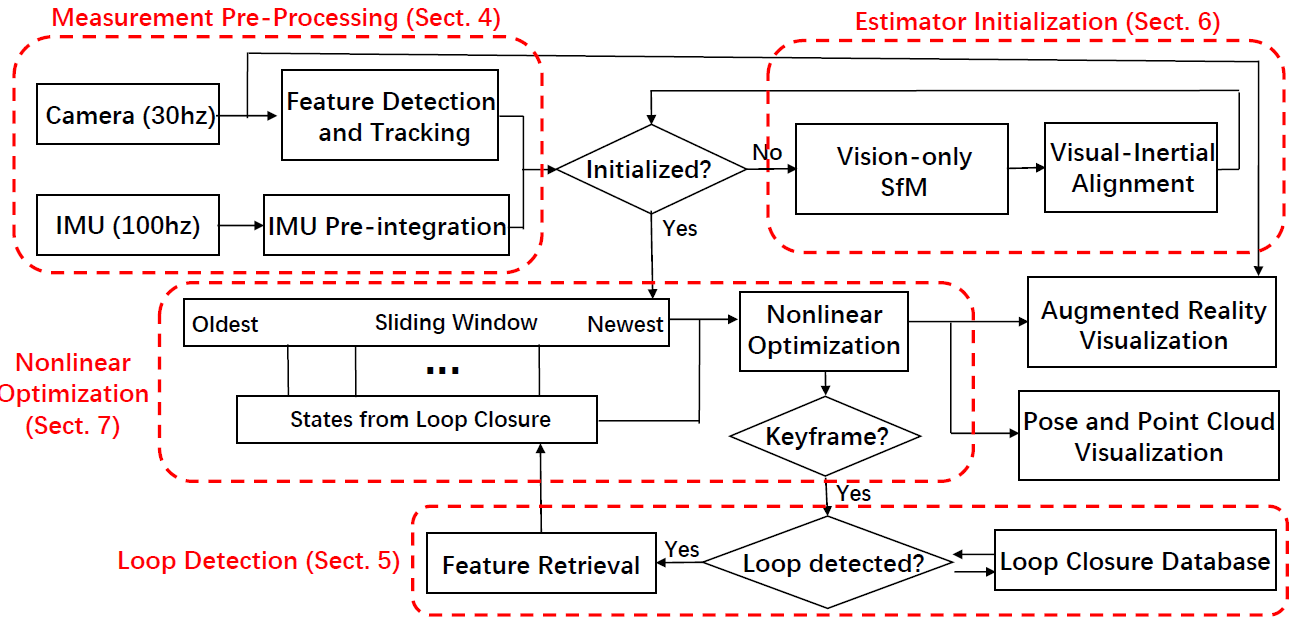 Measurement Pre-Processing (Sect. 4)
Estimator Initialization (Sect. 6)
Camera (30hz)
Feature Detection
and Tracking
IMU (100hz)
IMU Pre-integration
Initialized?
No
Vision-only
SfM
Visual-Inertial
Alignment
Yes
Oldest
Sliding Window
Newest
...
States from Loop Closure
Nonlinear
Optimization
(Sect. 7)
Nonlinear
Optimization
Keyframe?
Augmented Reality
Visualization
Pose and Point Cloud
Visualization
Yes
Loop Detection (Sect. 5)
Feature Retrieval
Yes
Loop detected?
Loop Closure Database